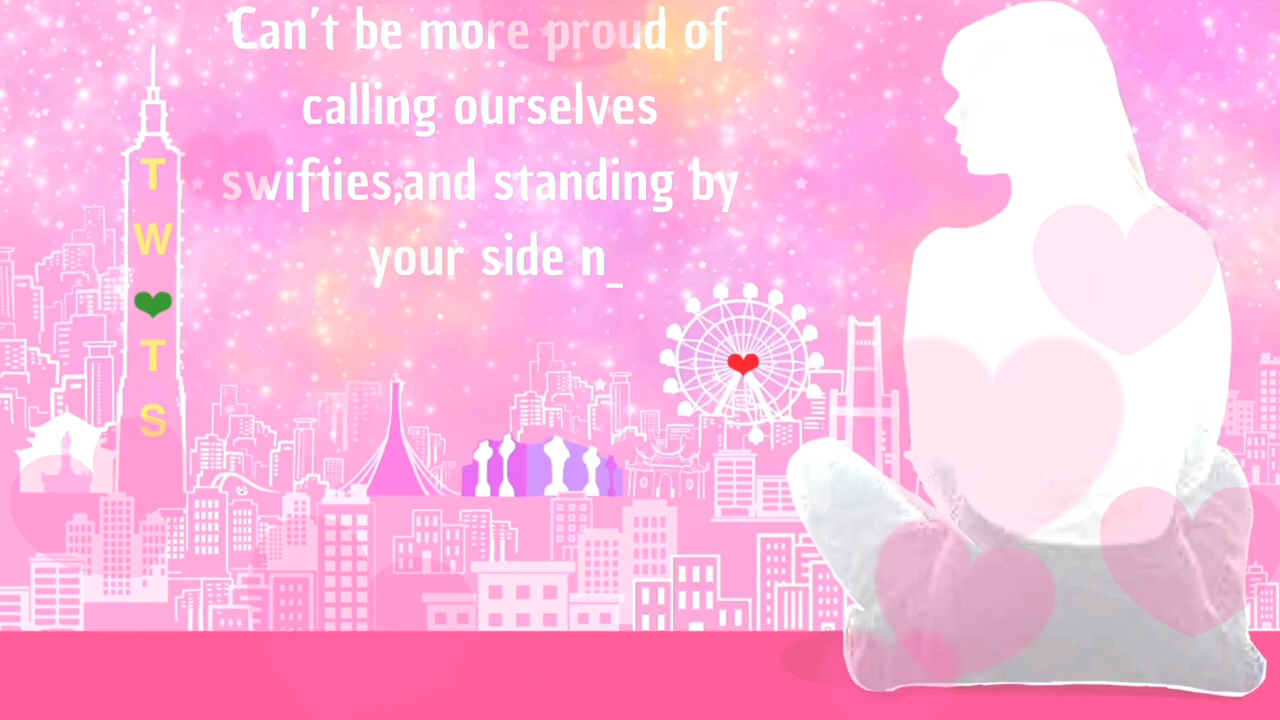 Can't be more proud of
calling ourselves
swifties,and standing by
your side n_
T
W
T
S